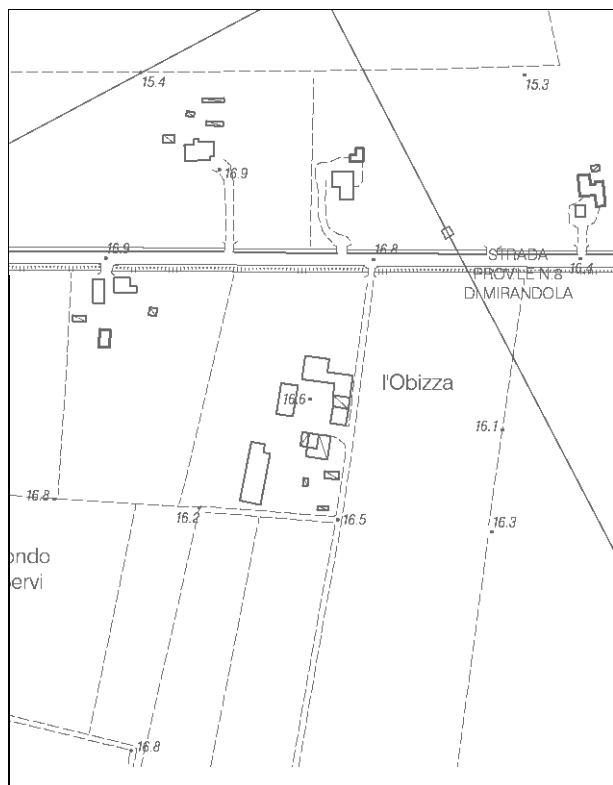 15.4
15.3
16.9
16.9
16.8
STRADA
16.4
PROV.LE N.8
DI MIRANDOLA
l'Obizza
16.6
16.1
16.8
16.2
16.5
16.3
ondo
ervi
16.8